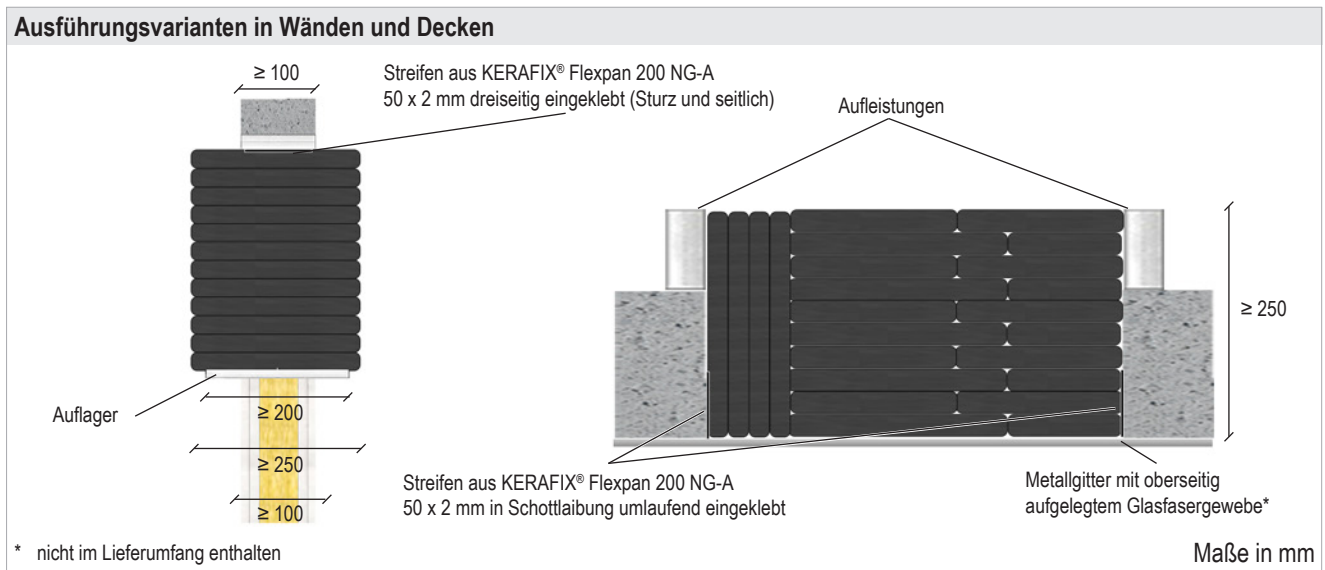 Ausführungsvarianten in Wänden und Decken
≥ 100
Streifen aus KERAFIX® Flexpan 200 NG-A
50 x 2 mm dreiseitig eingeklebt (Sturz und seitlich)
Aufleistungen
≥ 250
Auflager
≥ 200
≥ 250
≥ 100
Streifen aus KERAFIX® Flexpan 200 NG-A
50 x 2 mm in Schottlaibung umlaufend eingeklebt
Metallgitter mit oberseitig
aufgelegtem Glasfasergewebe*
* nicht im Lieferumfang enthalten
Maße in mm